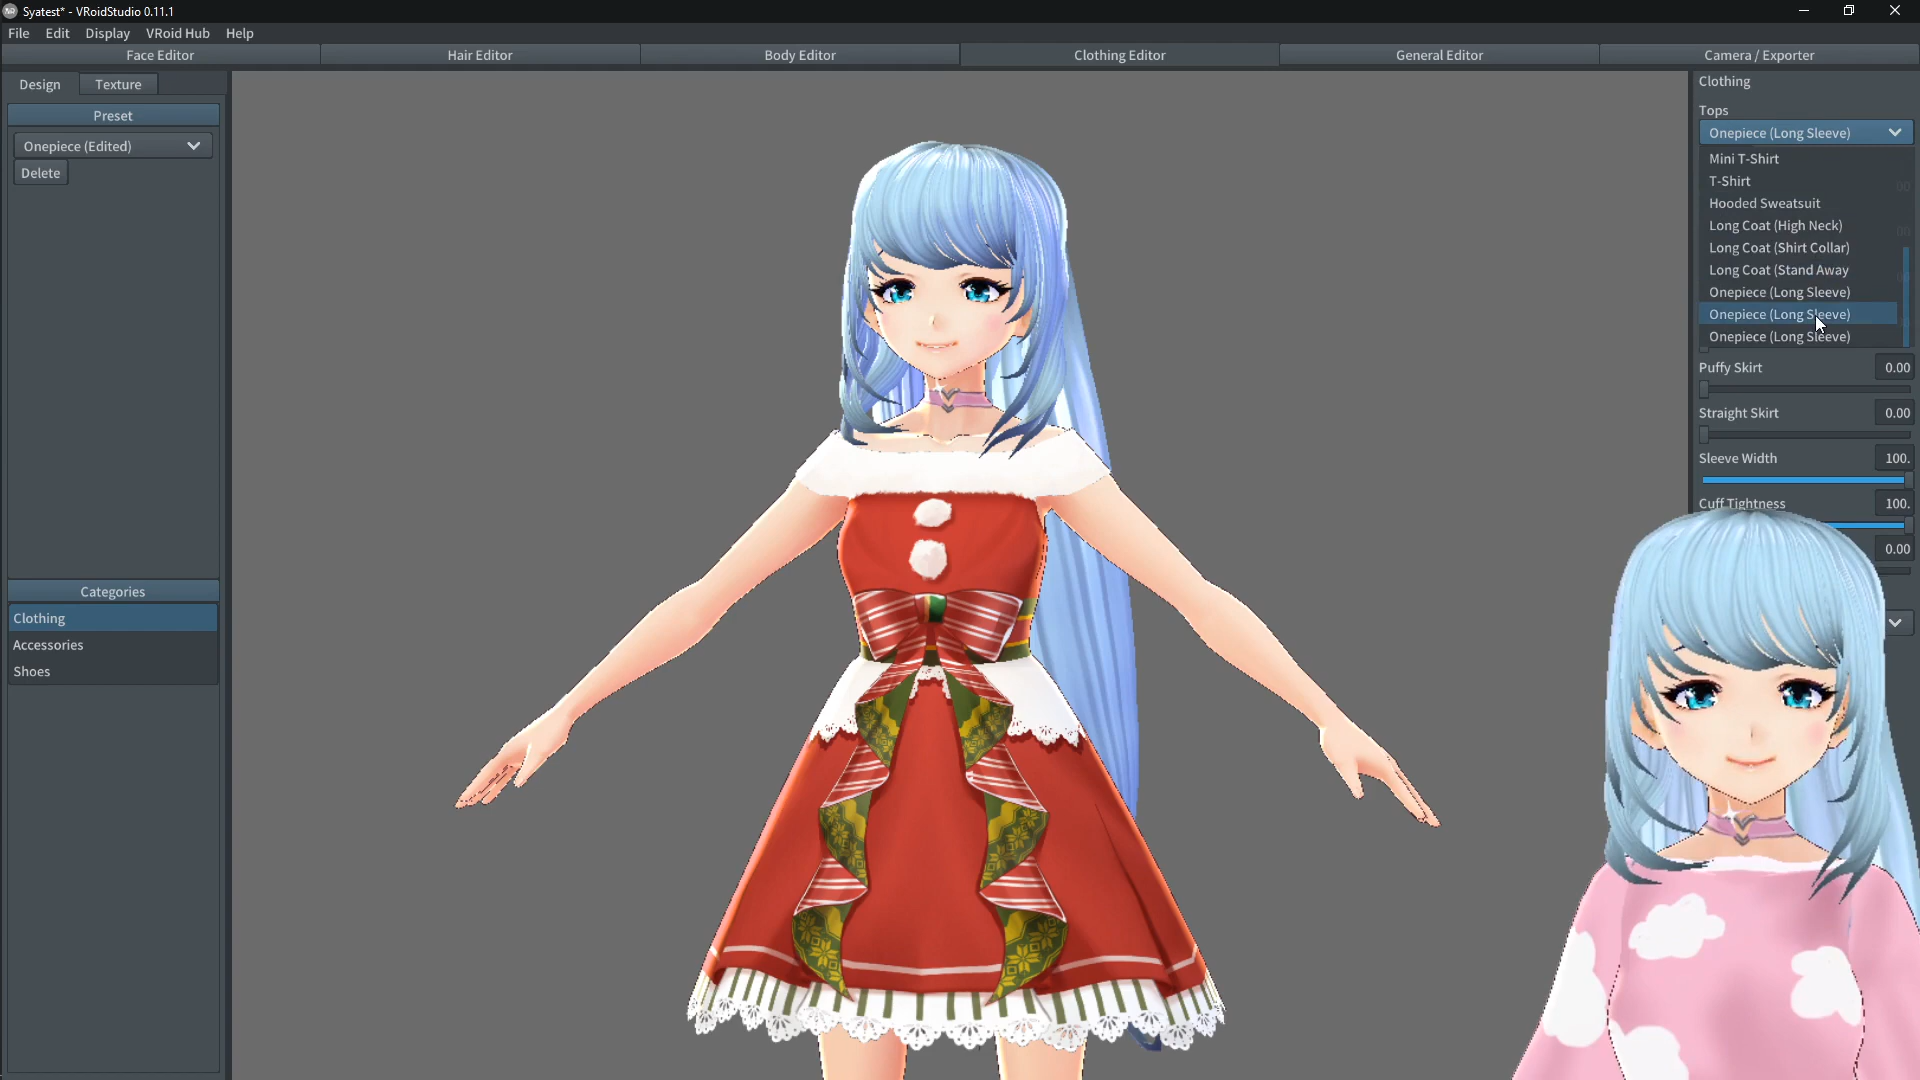 Syatest* - VRoidStudio 0.11.1
File Edit Display VRoid Hub Help
Face Editor Hair Editor Body Editor Clothing Editor General Editor Camera / Exporter
Design Texture
Preset
Onepiece (Edited)
Delete
Categories
Clothing
Accessories
Shoes
Clothing
Tops
Onepiece (Long Sleeve)
Mini T-Shirt
T-Shirt
Hooded Sweatsuit
Long Coat (High Neck)
Long Coat (Shirt Collar)
Long Coat (Stand Away
Onepiece (Long Sleeve)
Onepiece (Long Sleeve)
Onepiece (Long Sleeve)
Puffy Skirt 0.00
Straight Skirt 0.00
Sleeve Width 100.
Cuff Tightness 100.
0.00